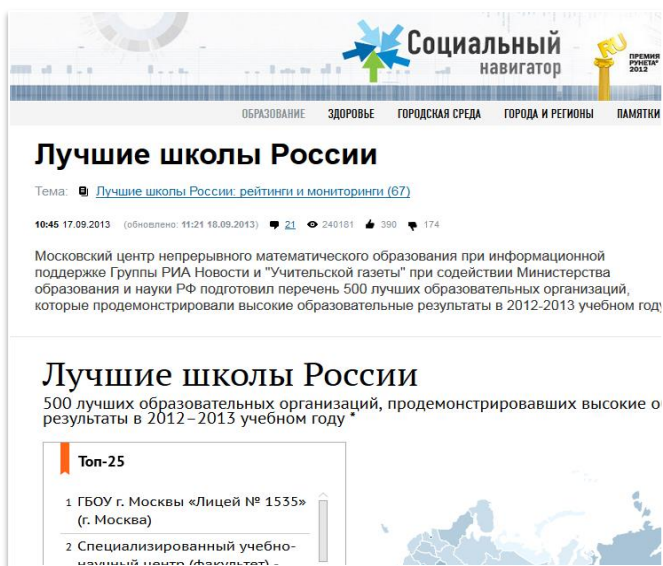 Социальный
навигатор
RU
ПРЕМИЯ
РУНЕТА
2012
ОБРАЗОВАНИЕ ЗДОРОВЬЕ ГОРОДСКАЯ СРЕДА ГОРОДА И РЕГИОНЫ ПАМЯТКИ
Лучшие школы России
Тема: Лучшие школы России: рейтинги и мониторинги (67)
10:45 17.09.2013 (обновлено: 11:21 18.09.2013) 21 240181 390 174
Московский центр непрерывного математического образования при информационной
поддержке Группы РИА Новости и "Учительской газеты" при содействии Министерства
образования и науки РФ подготовил перечень 500 лучших образовательных организаций,
которые продемонстрировали высокие образовательные результаты в 2012-2013 учебном году
Лучшие школы России
500 лучших образовательных организаций, продемонстрировавших высокие о
результаты в 2012–2013 учебном году *
Топ-25
1 ГБОУ г. Москвы «Лицей № 1535»
(г. Москва)
2 Специализированный учебно-
научный центр (факультет) -